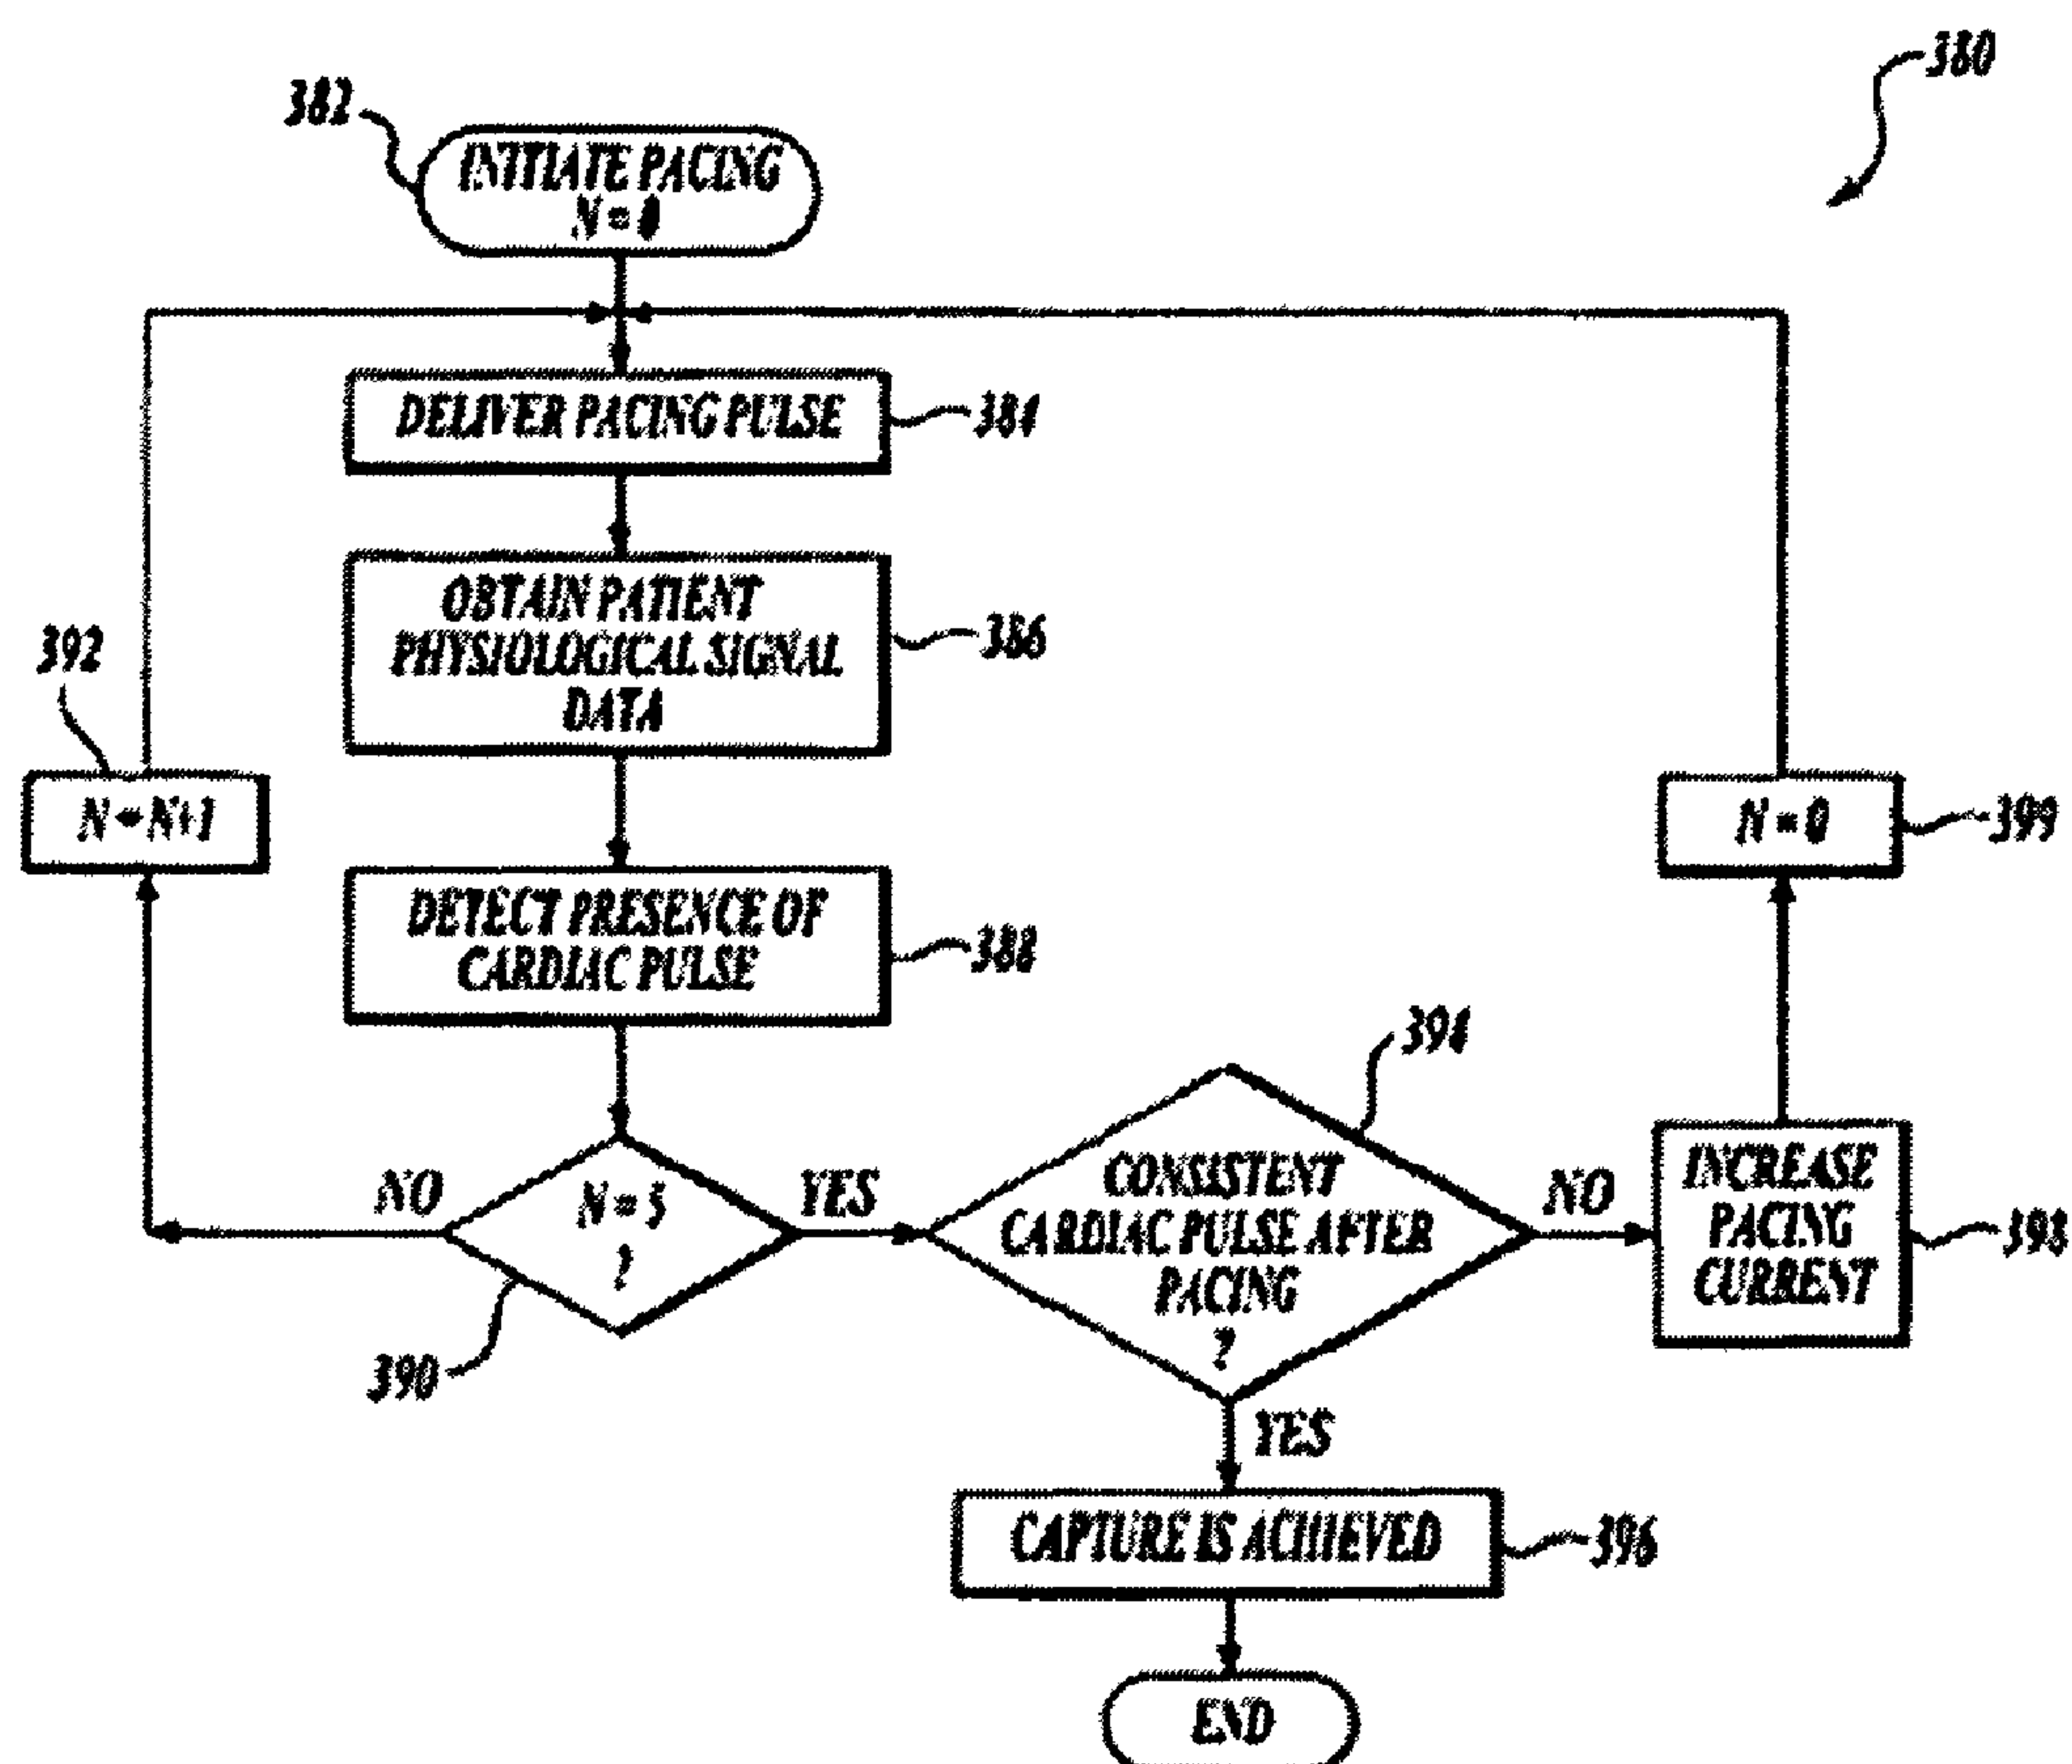 380
382
INITIATE PACING
N = 0
DELIVER PACING PULSE
384
OBTAIN PATIENT
PHYSIOLOGICAL SIGNAL
DATA
386
392
N = N+1
N = 0
399
DETECT PRESENCE OF
CARDIAC PULSE
388
394
NO
N = 5
?
YES
CONSISTENT
CARDIAC PULSE AFTER
PACING
?
NO
INCREASE
PACING
CURRENT
398
390
YES
CAPTURE IS ACHIEVED
396
END